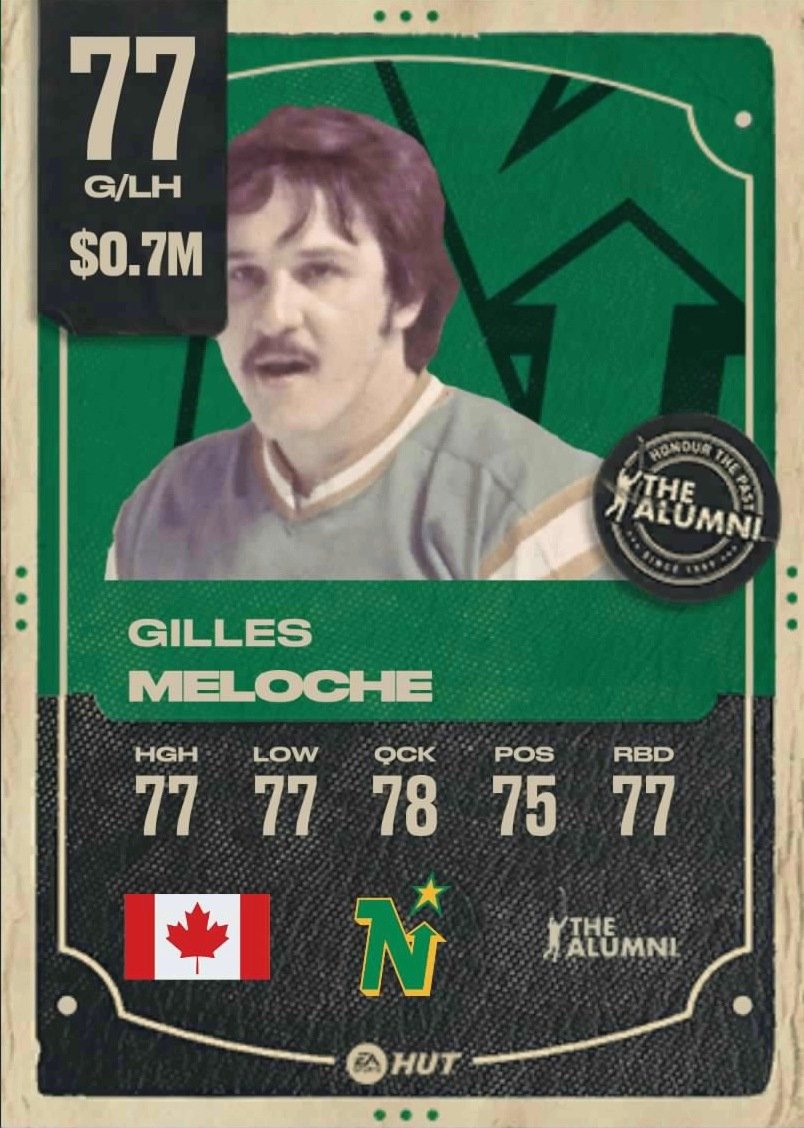 77
G/LH
$0.7M
HONOUR THE PAST
THE
ALUMNI
GILLES
MELOCHE
HGH LOW QCK POS RBD
77 77 78 75 77
N
THE
ALUMNI
EA
HUT